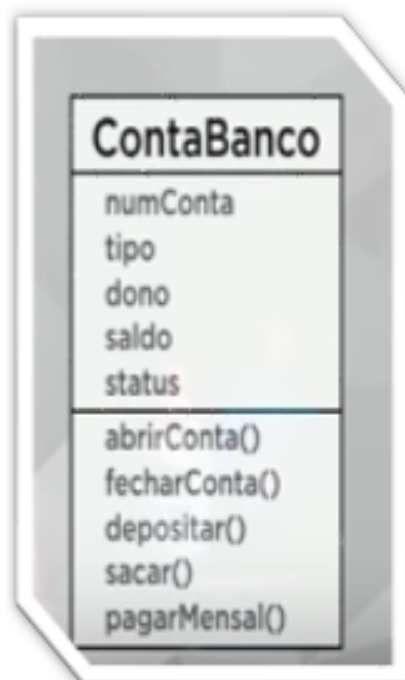 ContaBanco
numConta
tipo
dono
saldo
status
abrirConta()
fecharConta()
depositar()
sacar()
pagarMensal()